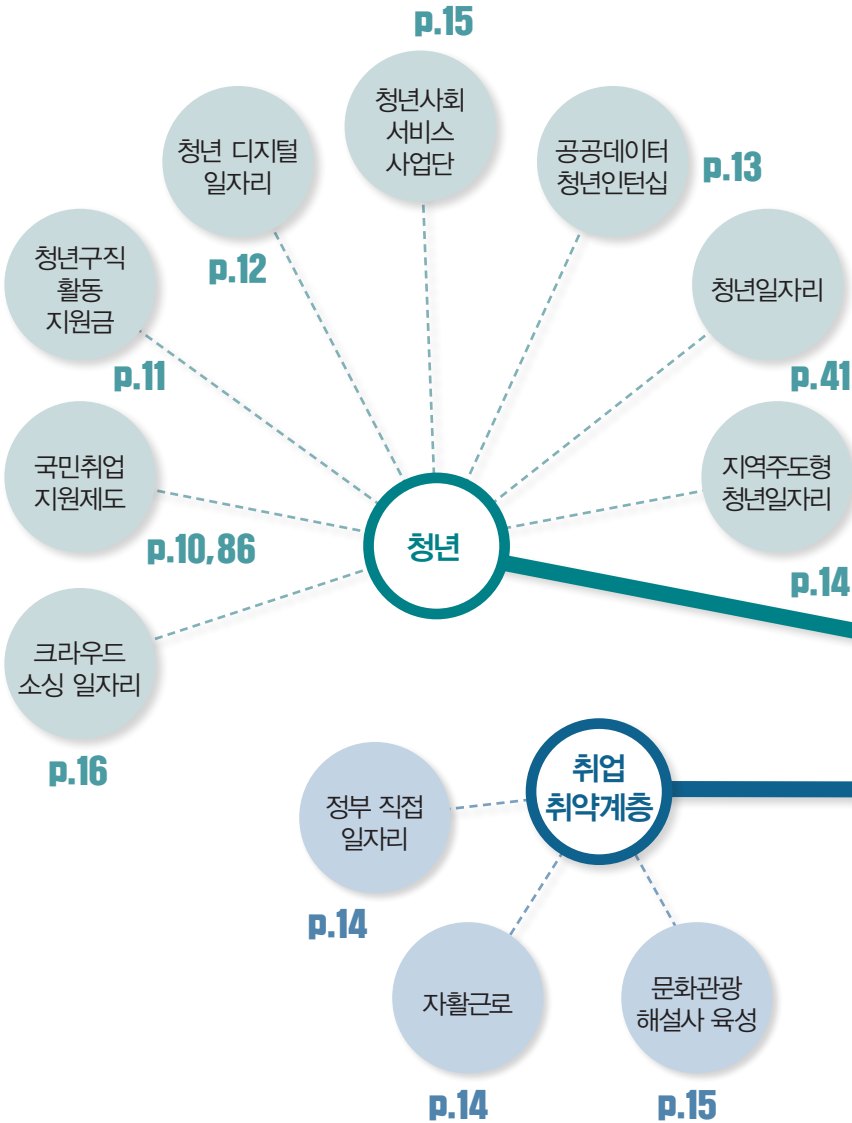 p.15
청년사회
서비스
사업단
청년 디지털
일자리
p.12
공공데이터
청년인턴십
p.13
청년구직
활동
지원금
p.11
청년일자리
p.41
국민취업
지원제도
p.10, 86
지역주도형
청년일자리
p.14
청년
크라우드
소싱 일자리
p.16
취업
취약계층
정부 직접
일자리
p.14
자활근로
p.14
문화관광
해설사 육성
p.15